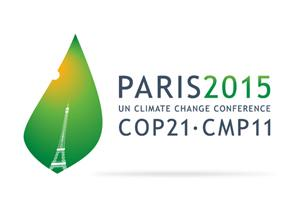 PARIS2015
UN CLIMATE CHANGE CONFERENCE
COP21·CMP11